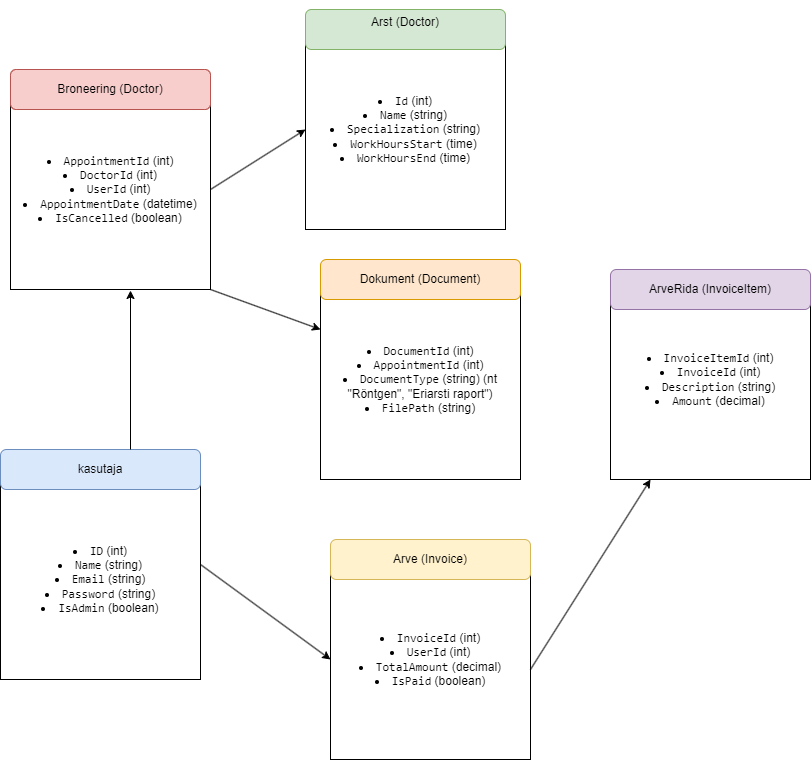 Arst (Doctor)
• Id (int)
• Name (string)
• Specialization (string)
• WorkHoursStart (time)
• WorkHoursEnd (time)
Broneering (Doctor)
• AppointmentId (int)
• DoctorId (int)
• UserId (int)
• AppointmentDate (datetime)
• IsCancelled (boolean)
Dokument (Document)
• DocumentId (int)
• AppointmentId (int)
• DocumentType (string) (nt
"Röntgen", "Eriarsti raport")
• FilePath (string)
ArveRida (InvoiceItem)
• InvoiceItemId (int)
• InvoiceId (int)
• Description (string)
• Amount (decimal)
kasutaja
• ID (int)
• Name (string)
• Email (string)
• Password (string)
• IsAdmin (boolean)
Arve (Invoice)
• InvoiceId (int)
• UserId (int)
• TotalAmount (decimal)
• IsPaid (boolean)